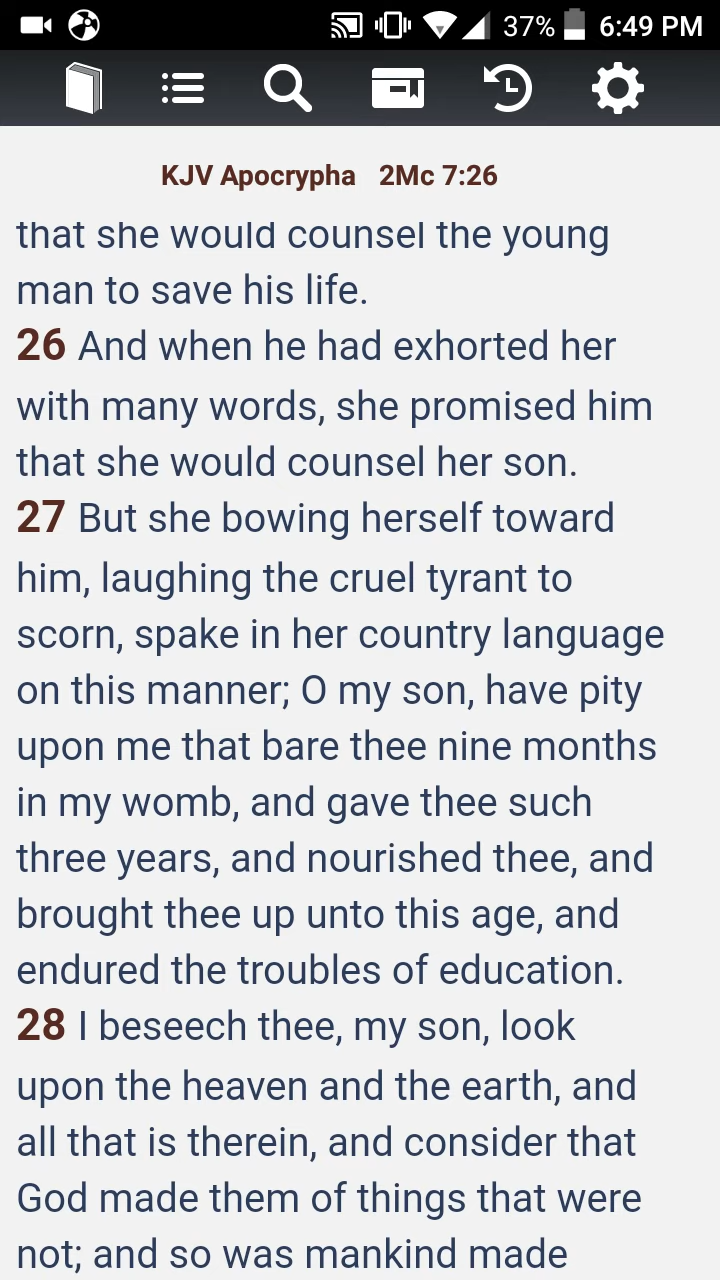 37% 6:49 PM
KJV Apocrypha 2Mc 7:26
that she would counsel the young
man to save his life.
26 And when he had exhorted her
with many words, she promised him
that she would counsel her son.
27 But she bowing herself toward
him, laughing the cruel tyrant to
scorn, spake in her country language
on this manner; O my son, have pity
upon me that bare thee nine months
in my womb, and gave thee such
three years, and nourished thee, and
brought thee up unto this age, and
endured the troubles of education.
28 I beseech thee, my son, look
upon the heaven and the earth, and
all that is therein, and consider that
God made them of things that were
not; and so was mankind made